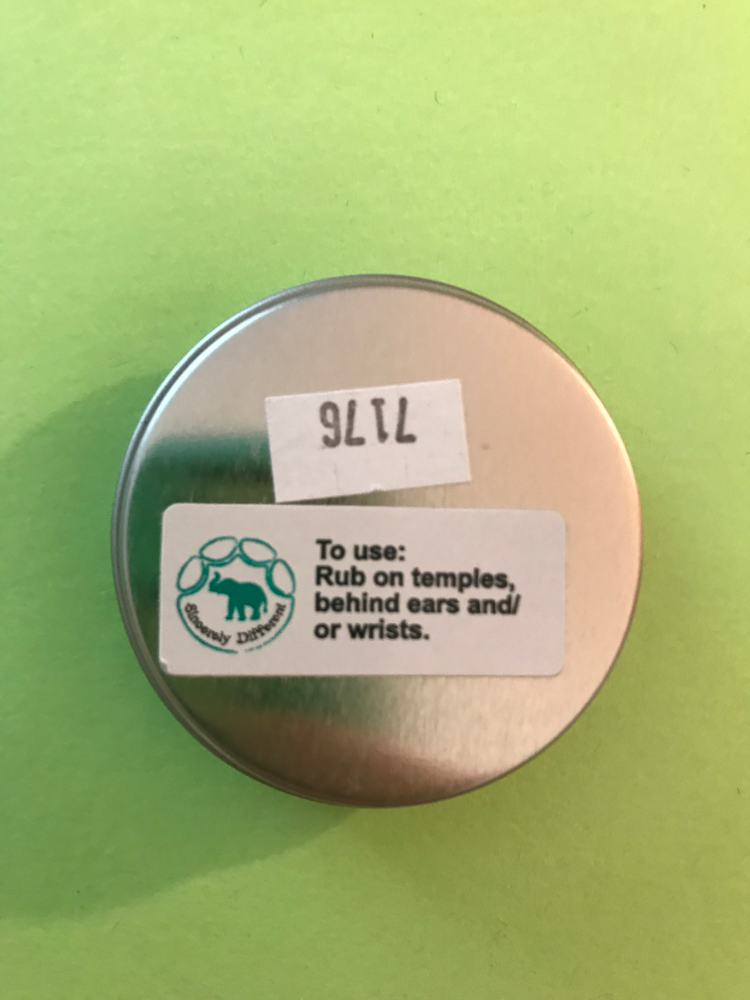 7176
To use:
Rub on temples,
behind ears and/
or wrists.
Sincerely Different